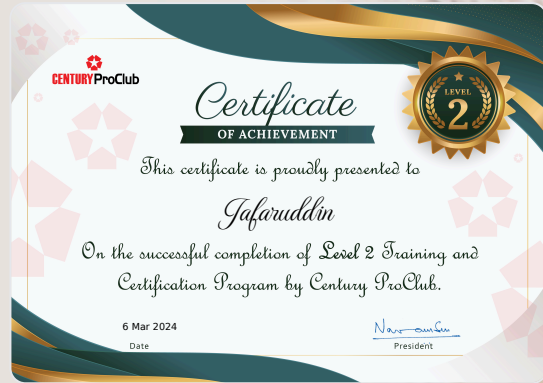 CENTURY ProClub
Certificate
OF ACHIEVEMENT
LEVEL
2
This certificate is proudly presented to
Jafaruddin
On the successful completion of Level 2 Training and
Certification Program by Century ProClub.
6 Mar 2024
Date
President